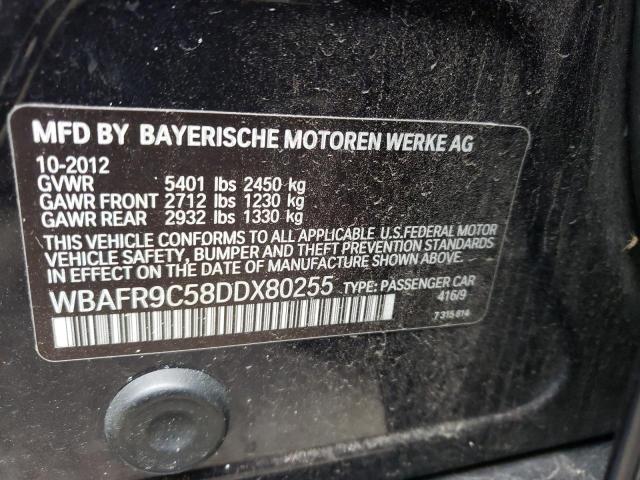 MFD BY BAYERISCHE MOTOREN WERKE AG
10-2012
GVWR 5401 lbs 2450 kg
GAWR FRONT 2712 lbs 1230 kg
GAWR REAR 2932 lbs 1330 kg
THIS VEHICLE CONFORMS TO ALL APPLICABLE U.S.FEDERAL MOTOR
VEHICLE SAFETY, BUMPER AND THEFT PREVENTION STANDARDS
IN EFFECT ON THE DATE OF MANUFACTURE SHOWN ABOVE.
WBAFR9C58DDX80255 TYPE: PASSENGER CAR
416/9
7 315 814